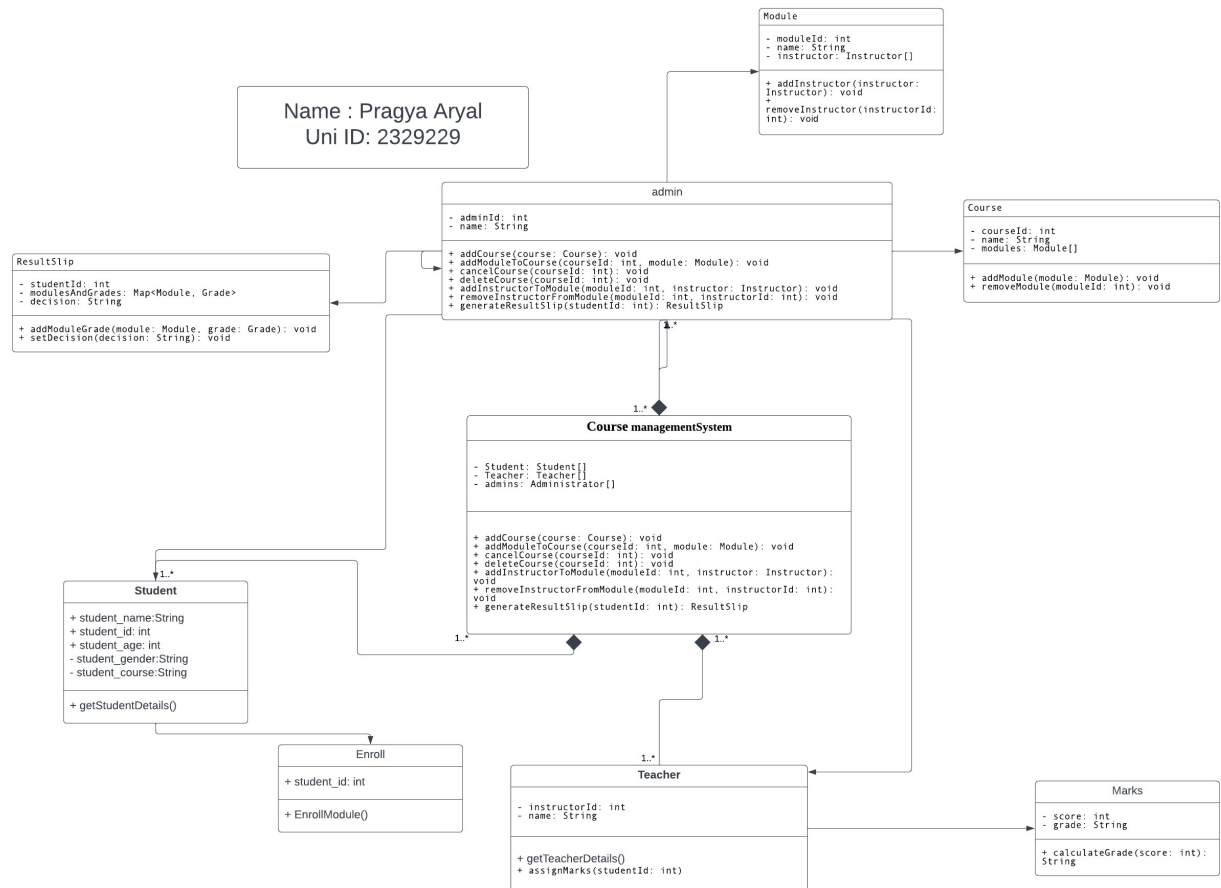 Module
- moduleId: int
- name: String
- instructor: Instructor[]
+ addInstructor(instructor:
Instructor): void
+
removeInstructor(instructorId:
int): void
Name : Pragya Aryal
Uni ID: 2329229
admin
- adminId: int
- name: String
+ addCourse(course: Course): void
+ addModuleToCourse(courseId: int, module: Module): void
+ cancelCourse(courseId: int): void
+ deleteCourse(courseId: int): void
+ addInstructorToModule(moduleId: int, instructor: Instructor): void
+ removeInstructorFromModule(moduleId: int, instructorId: int): void
+ generateResultSlip(studentId: int): ResultSlip
Course
- courseId: int
- name: String
- modules: Module[]
+ addModule(module: Module): void
+ removeModule(moduleId: int): void
ResultSlip
- studentId: int
- modulesAndGrades: Map<Module, Grade>
- decision: String
+ addModuleGrade(module: Module, grade: Grade): void
+ setDecision(decision: String): void
1..*
Course managementSystem
- Student: Student[]
- Teacher: Teacher[]
- admins: Administrator[]
+ addCourse(course: Course): void
+ addModuleToCourse(courseId: int, module: Module): void
+ cancelCourse(courseId: int): void
+ deleteCourse(courseId: int): void
+ addInstructorToModule(moduleId: int, instructor: Instructor):
void
+ removeInstructorFromModule(moduleId: int, instructorId: int):
void
+ generateResultSlip(studentId: int): ResultSlip
1..*
1..*
1..*
Student
+ student_name:String
+ student_id: int
+ student_age: int
- student_gender:String
- student_course:String
+ getStudentDetails()
Enroll
+ student_id: int
+ EnrollModule()
1..*
Teacher
- instructorId: int
- name: String
+ getTeacherDetails()
+ assignMarks(studentId: int)
Marks
- score: int
- grade: String
+ calculateGrade(score: int):
String